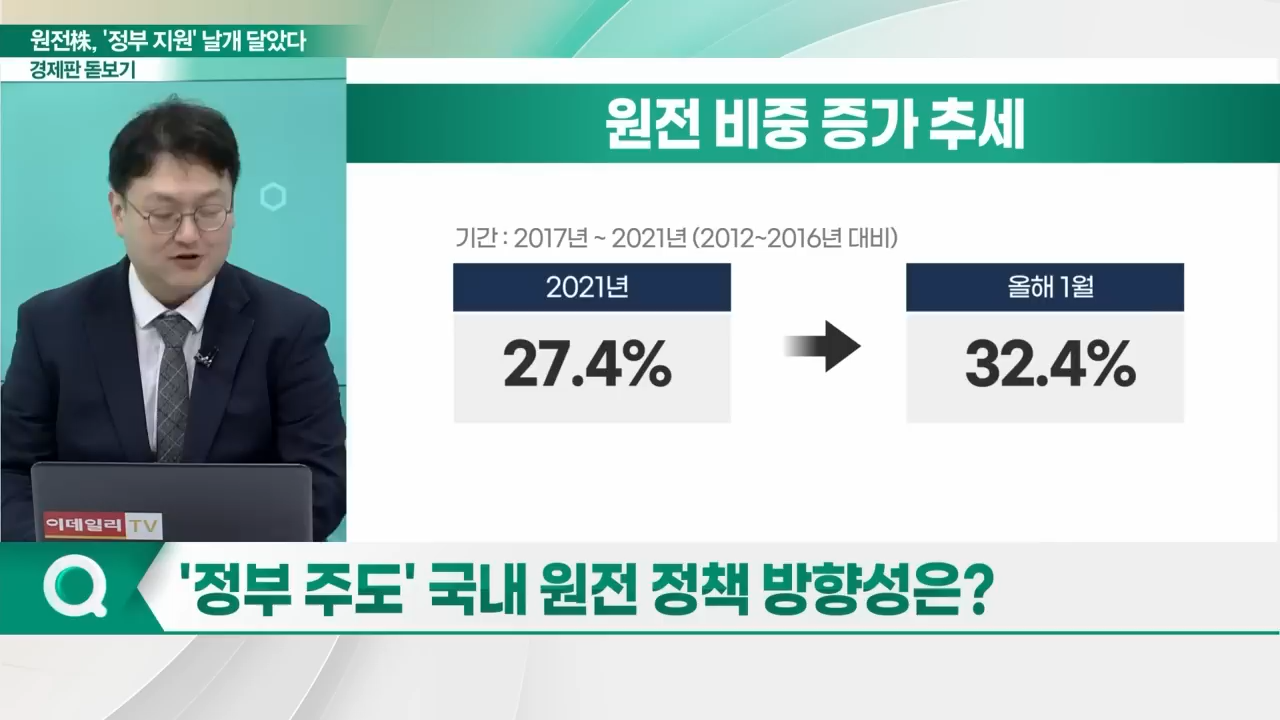 원전株, '정부 지원' 날개 달았다
경제판 돋보기
원전 비중 증가 추세
기간 : 2017년 ~ 2021년 (2012~2016년 대비)
2021년
올해 1월
27.4%
32.4%
이데일리 TV
'정부 주도' 국내 원전 정책 방향성은?